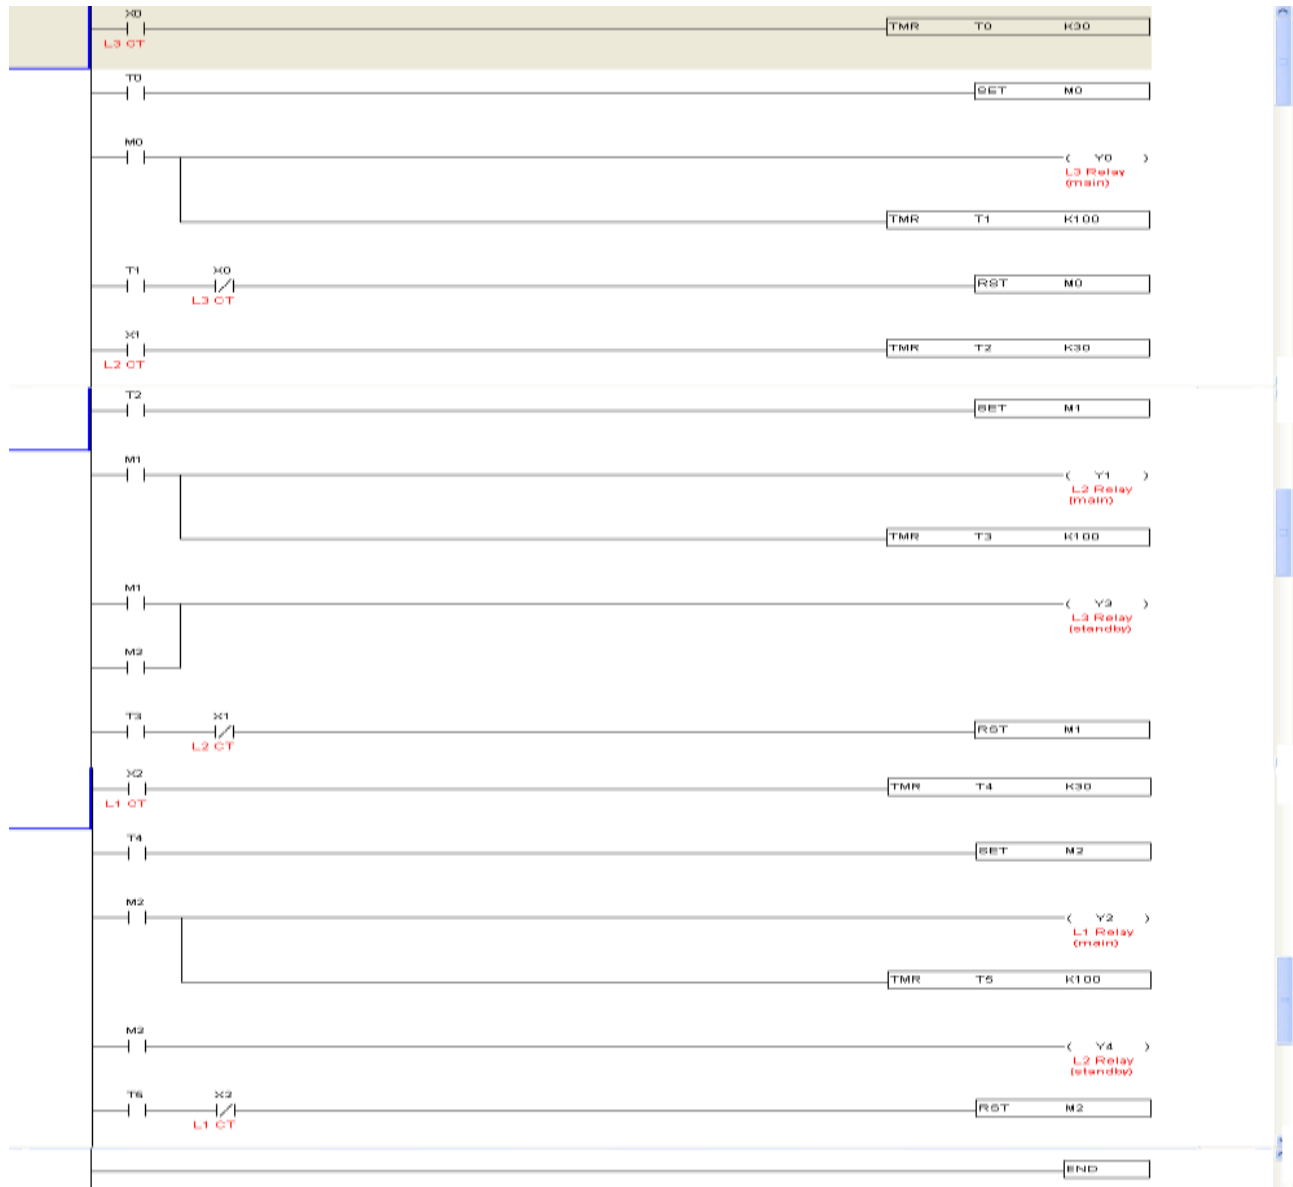 X0
TMR T0 K30
L3 CT
T0
SET M0
M0
( Y0 )
L3 Relay
(main)
TMR T1 K100
T1 X0
RST M0
L3 CT
X1
TMR T2 K30
L2 CT
T2
SET M1
M1
( Y1 )
L2 Relay
(main)
TMR T3 K100
M1
( Y3 )
L3 Relay
(standby)
M2
T3 X1
RST M1
L2 CT
X2
TMR T4 K30
L1 CT
T4
SET M2
M2
( Y2 )
L1 Relay
(main)
TMR T5 K100
M2
( Y4 )
L2 Relay
(standby)
T5 X2
RST M2
L1 CT
END